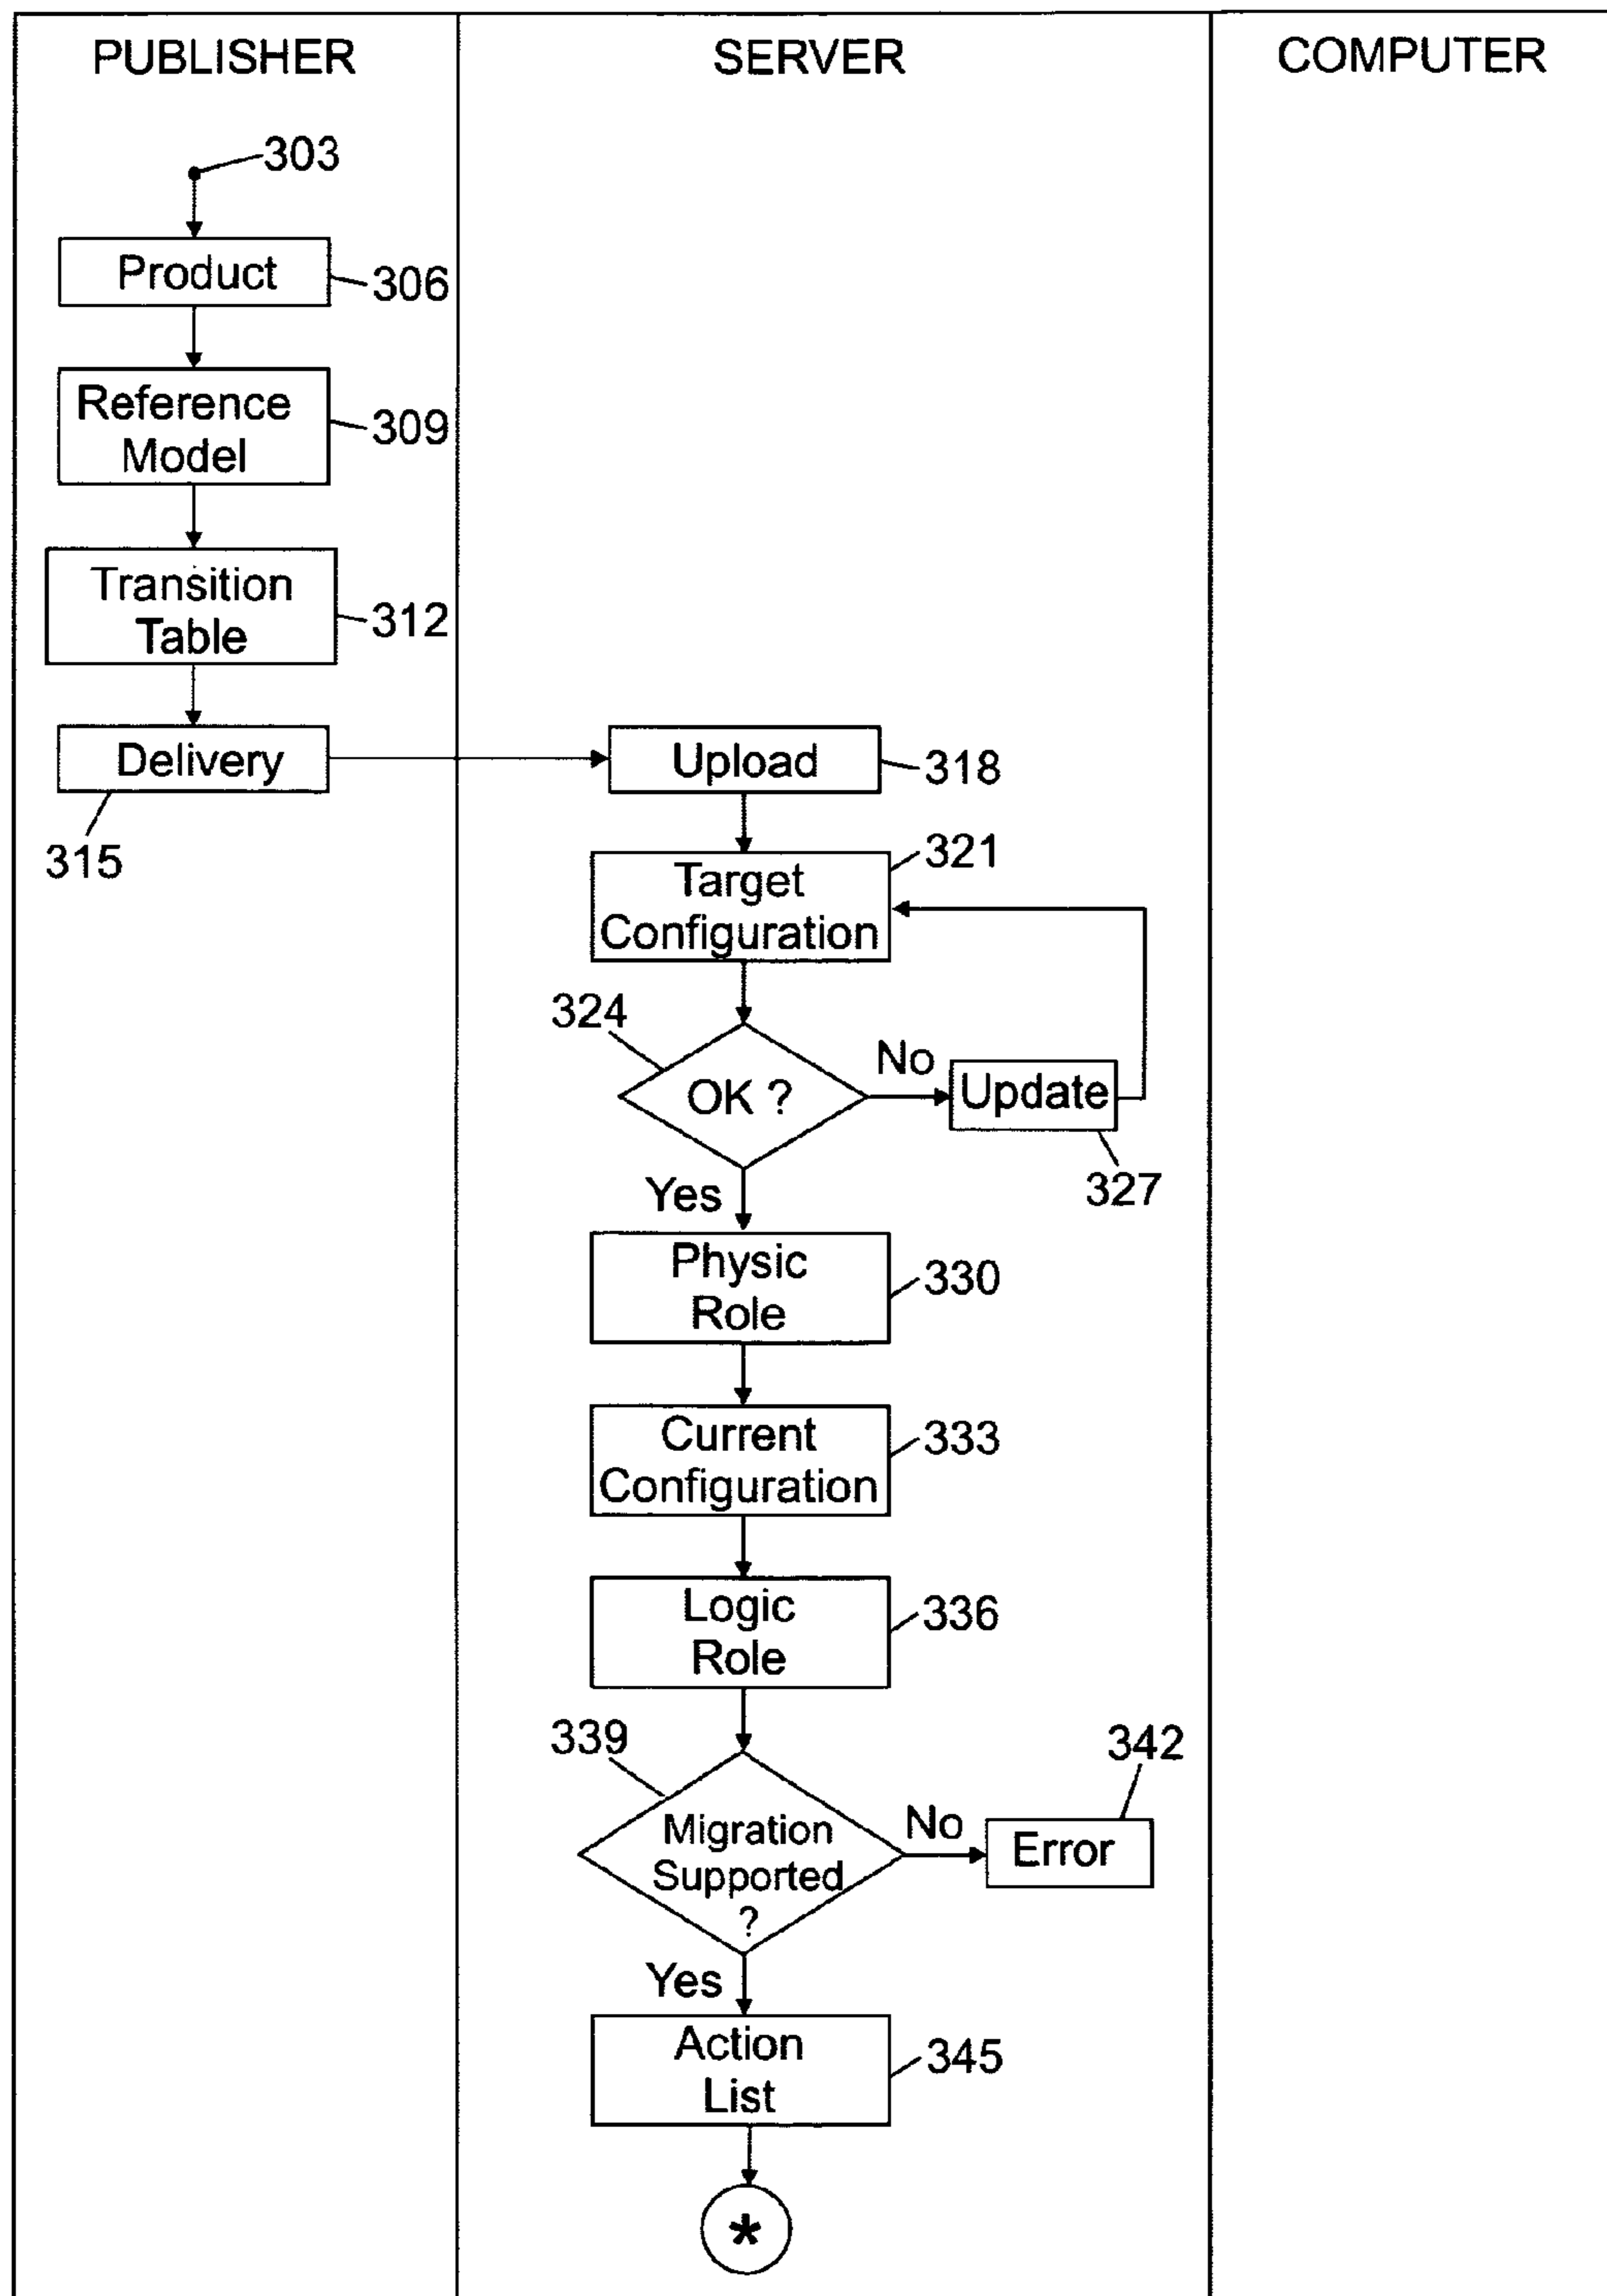 PUBLISHER
SERVER
COMPUTER
303
Product
306
Reference
Model
309
Transition
Table
312
Delivery
315
Upload
318
Target
Configuration
321
324
OK ?
No
Update
327
Yes
Physic
Role
330
Current
Configuration
333
Logic
Role
336
339
Migration
Supported
?
No
Error
342
Yes
Action
List
345
*